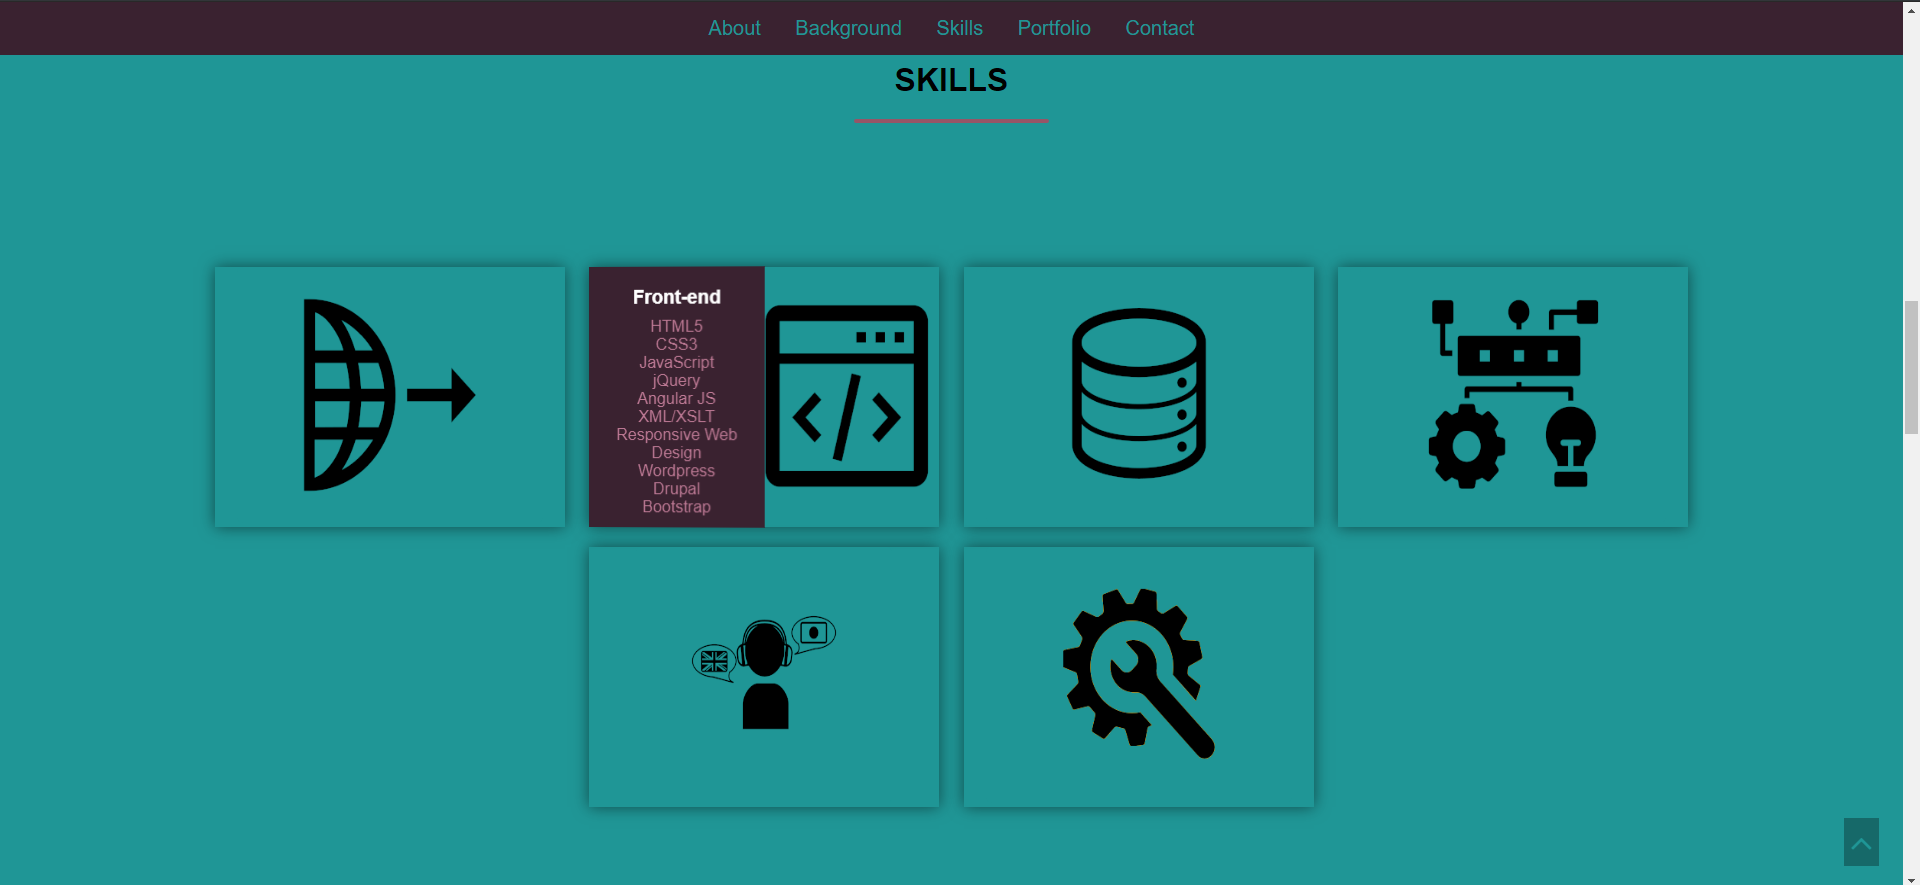 About Background Skills Portfolio Contact
SKILLS
Front-end
HTML5
CSS3
JavaScript
jQuery
Angular JS
XML/XSLT
Responsive Web
Design
Wordpress
Drupal
Bootstrap